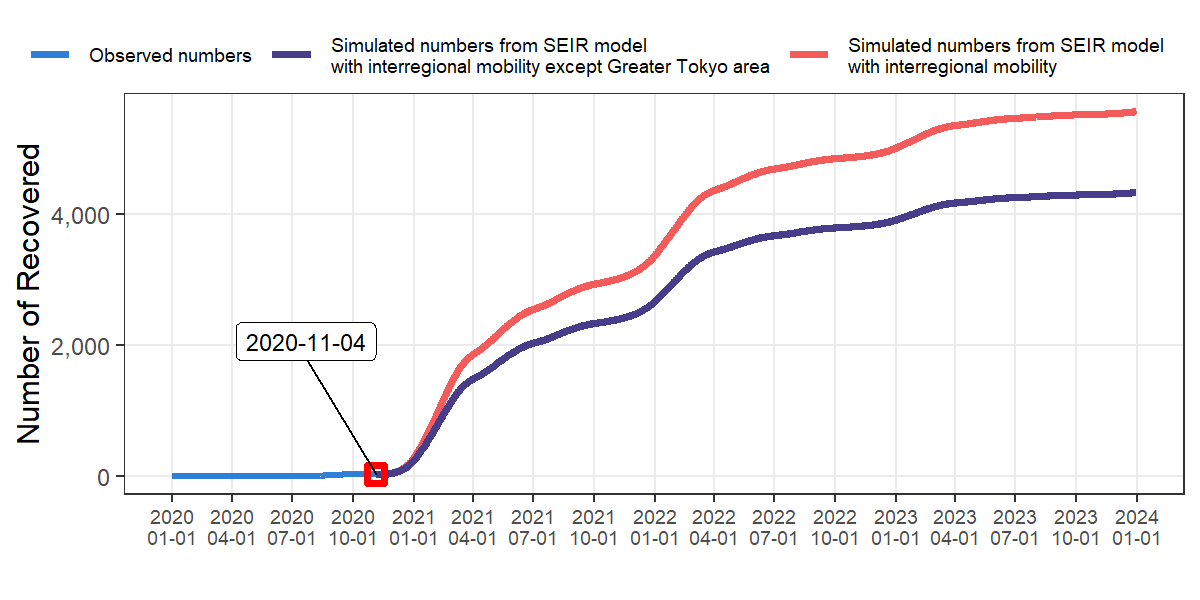 Observed numbers
Simulated numbers from SEIR model
with interregional mobility except Greater Tokyo area
Simulated numbers from SEIR model
with interregional mobility
Number of Recovered
4,000
2,000
0
2020-11-04
2020 2020 2020 2020 2021 2021 2021 2021 2022 2022 2022 2022 2023 2023 2023 2023 2024
01-01 04-01 07-01 10-01 01-01 04-01 07-01 10-01 01-01 04-01 07-01 10-01 01-01 04-01 07-01 10-01 01-01